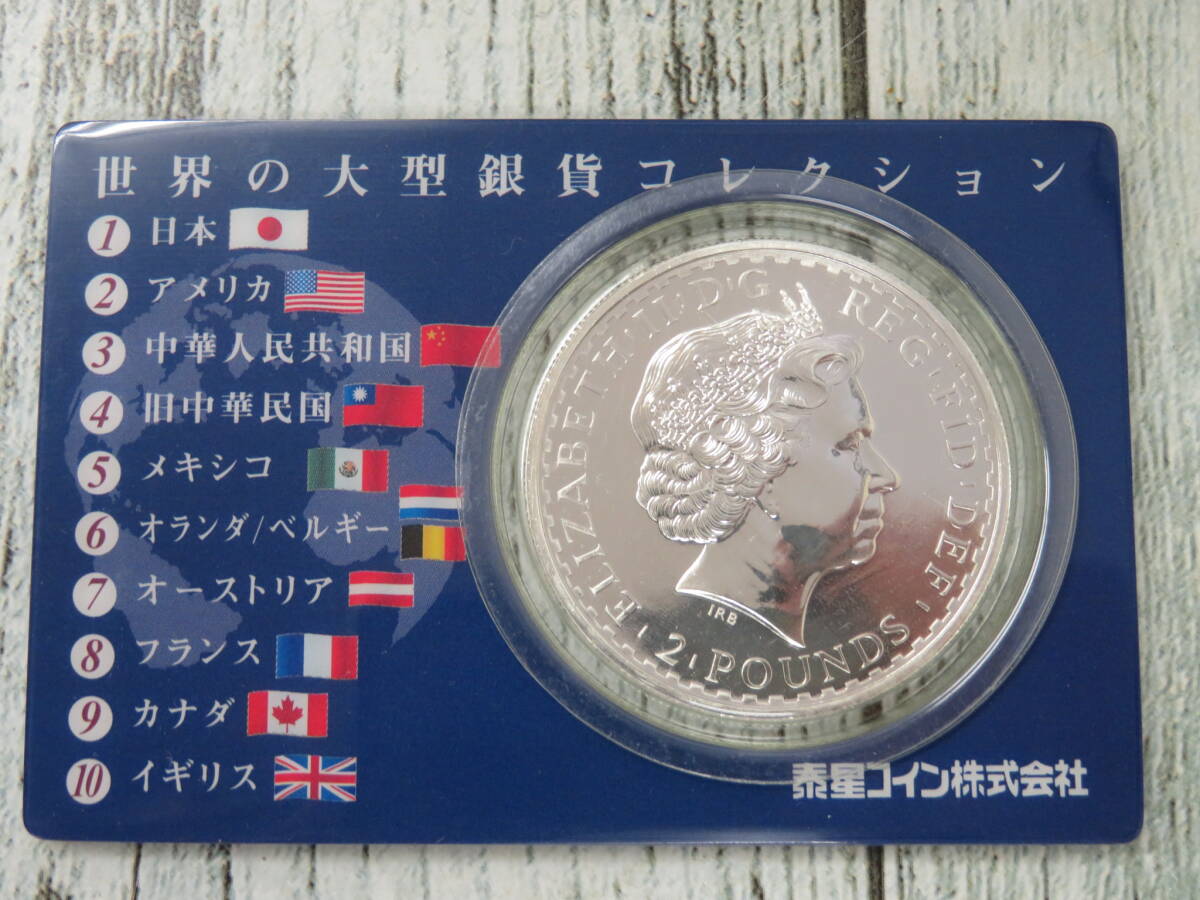 世界の大型銀貨コレクション
1 日本
2 アメリカ
3 中華人民共和国
4 旧中華民国
5 メキシコ
6 オランダ/ベルギー
7 オーストリア
8 フランス
9 カナダ
10 イギリス
ELIZABETH·II·D·G REG·FID·DEF·
2·POUNDS
IRB
泰星コイン株式会社